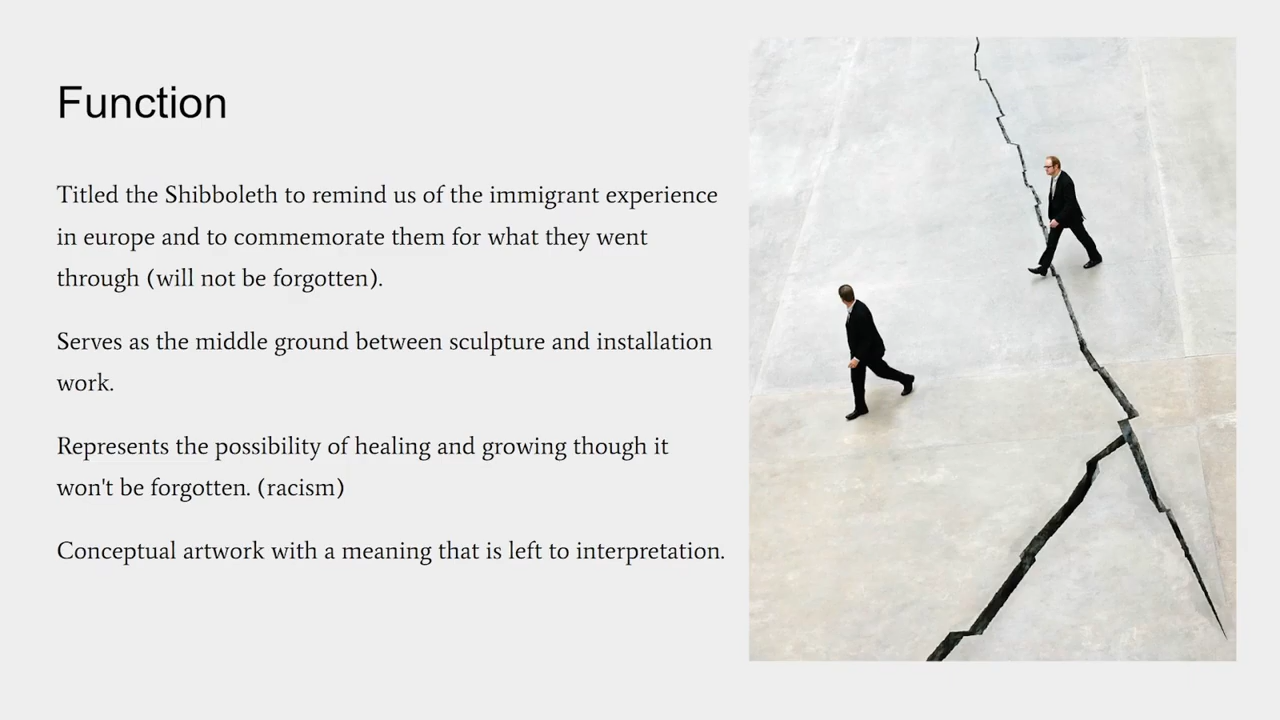 Function
Titled the Shibboleth to remind us of the immigrant experience
in europe and to commemorate them for what they went
through (will not be forgotten).
Serves as the middle ground between sculpture and installation
work.
Represents the possibility of healing and growing though it
won't be forgotten. (racism)
Conceptual artwork with a meaning that is left to interpretation.